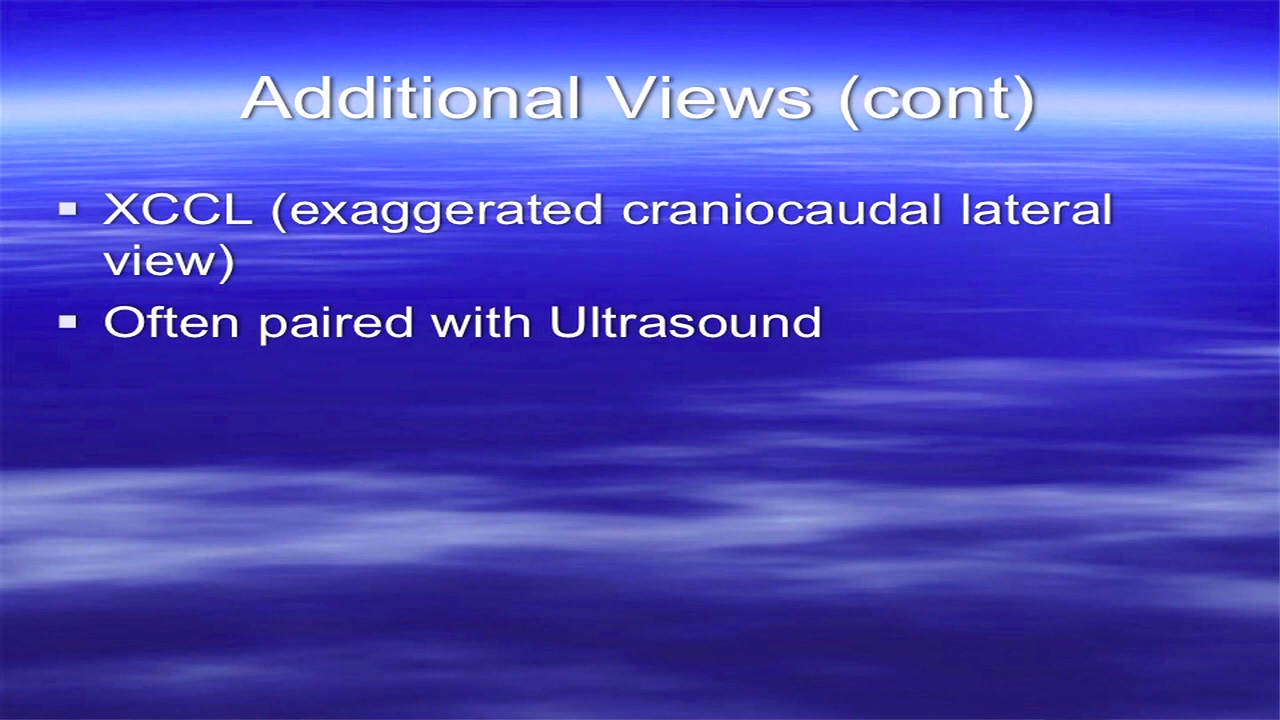 Additional Views (cont)
▪ XCCL (exaggerated craniocaudal lateral
view)
▪ Often paired with Ultrasound